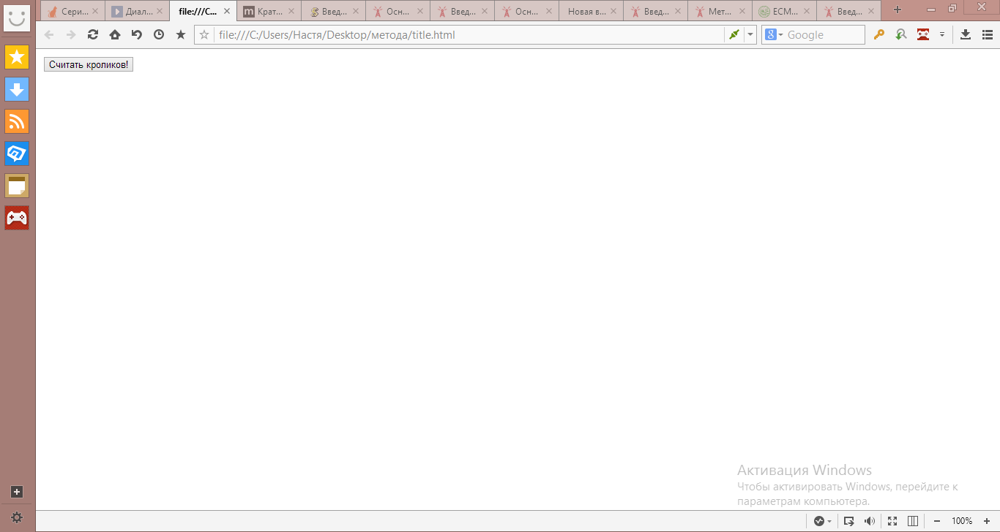 Сери...
Диал...
file:///C...
Крат...
Введ...
Осн...
Введ...
Осн...
Новая в...
Введ...
Мет...
ECM...
Введ...
file:///C:/Users/Настя/Desktop/метода/title.html
Google
Считать кроликов!
Активация Windows
Чтобы активировать Windows, перейдите к
параметрам компьютера.
100%